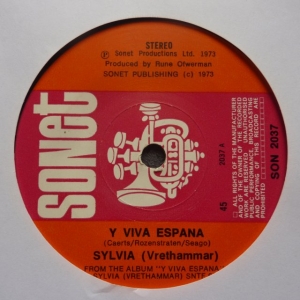 STEREO
℗ Sonet Productions Ltd. 1973
Produced by Rune Ofwerman
SONET PUBLISHING (c) 1973
sonet
45
2037 A
ALL RIGHTS OF THE MANUFACTURER
AND OF THE OWNER OF THE RECORDED
WORK RESERVED. UNAUTHORISED
PUBLIC PERFORMANCE, BROADCASTING
AND COPYING OF THIS RECORD ARE
PROHIBITED
SON 2037
Y VIVA ESPANA
(Caerts/Rozenstraten/Seago)
SYLVIA (Vrethammar)
FROM THE ALBUM "Y VIVA ESPANA
SYLVIA (VRETHAMMAR) SNTF